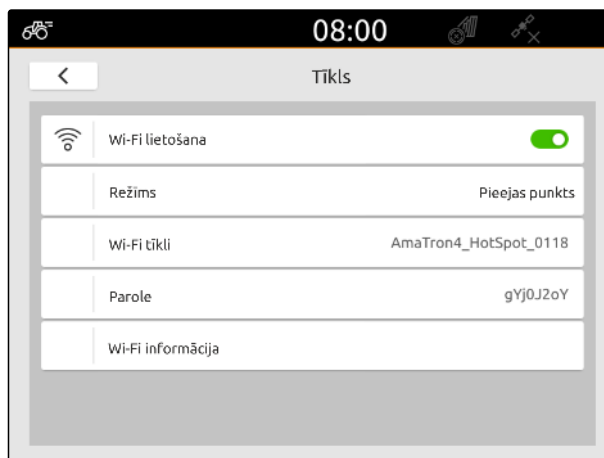 08:00
Tīkls
Wi-Fi lietošana
Režīms Pieejas punkts
Wi-Fi tīkli AmaTron4_HotSpot_0118
Parole gYj0J2oY
Wi-Fi informācija